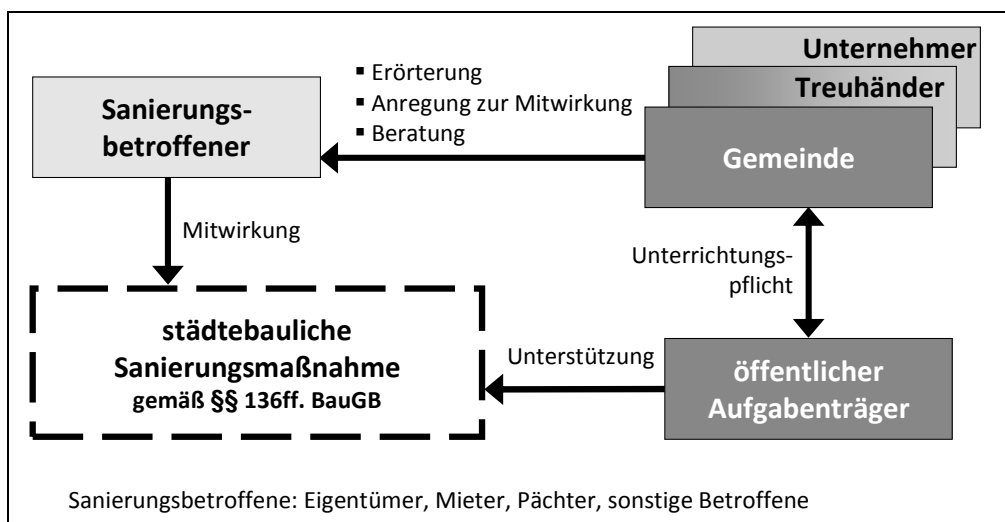 Unternehmer
Treuhänder
Gemeinde
▪ Erörterung
▪ Anregung zur Mitwirkung
▪ Beratung
Sanierungs-
betroffener
Mitwirkung
Unterrichtungs-
pflicht
städtebauliche
Sanierungsmaßnahme
gemäß §§ 136ff. BauGB
Unterstützung
öffentlicher
Aufgabenträger
Sanierungsbetroffene: Eigentümer, Mieter, Pächter, sonstige Betroffene